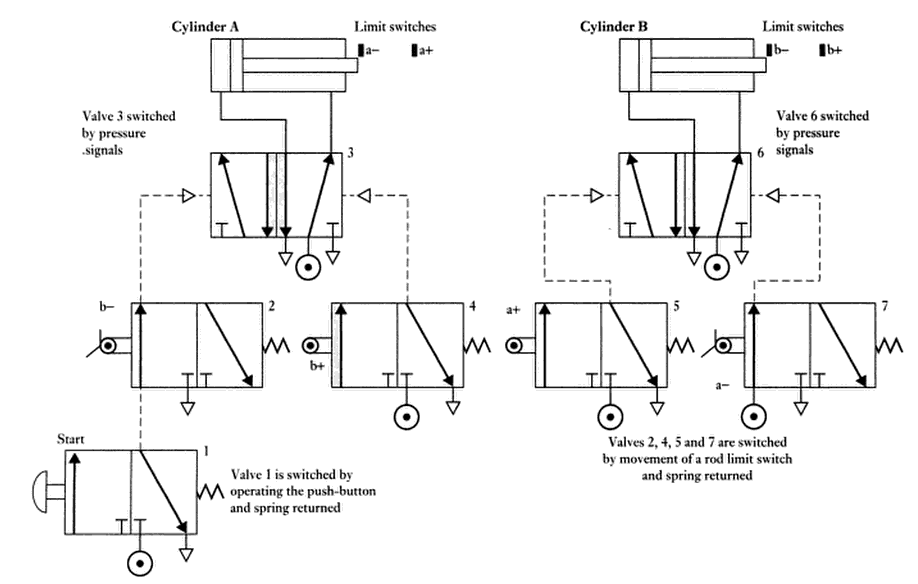 Cylinder A
Limit switches
a–
a+
Cylinder B
Limit switches
b–
b+
Valve 3 switched
by pressure
.signals
3
Valve 6 switched
by pressure
signals
6
b–
2
b+
4
a+
5
a–
7
Start
1
Valve 1 is switched by
operating the push-button
and spring returned
Valves 2, 4, 5 and 7 are switched
by movement of a rod limit switch
and spring returned